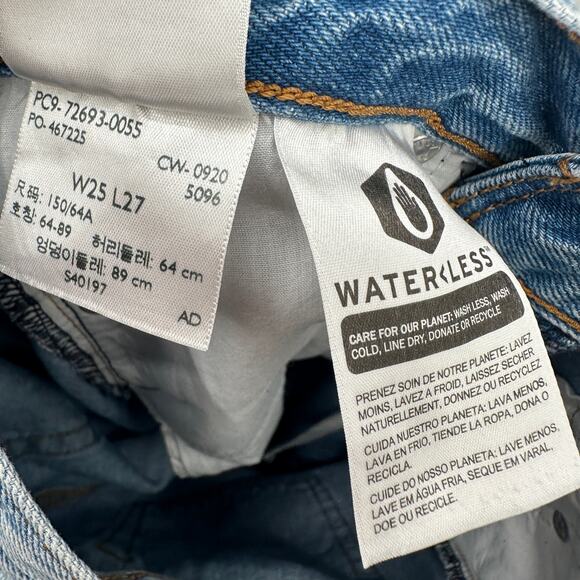 PC9- 72693-0055
PO. 467225
CW- 0920
5096
W25 L27
尺码: 150/64A
호칭: 64-89
허리둘레: 64 cm
엉덩이둘레: 89 cm
S40197
AD
WATER<LESS™
CARE FOR OUR PLANET: WASH LESS, WASH
COLD, LINE DRY, DONATE OR RECYCLE
PRENEZ SOIN DE NOTRE PLANETE: LAVEZ
MOINS, LAVEZ A FROID, LAISSEZ SECHER
NATURELLEMENT, DONNEZ OU RECYCLEZ
CUIDA NUESTRO PLANETA: LAVA MENOS,
LAVA EN FRIO, TIENDE LA ROPA, DONA O
RECICLA.
CUIDE DO NOSSO PLANETA: LAVE MENOS,
LAVE EM ÁGUA FRIA, SEQUE EM VARAL,
DOE OU RECICLE.